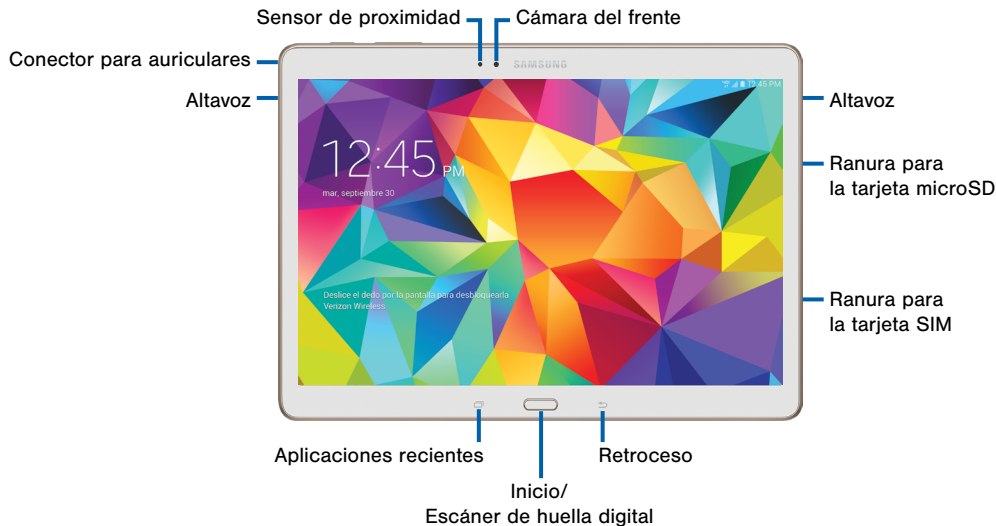 Sensor de proximidad
Cámara del frente
Conector para auriculares
SAMSUNG
Altavoz
12:45 PM
Altavoz
12:45 PM
mar, septiembre 30
Ranura para
la tarjeta microSD
Deslice el dedo por la pantalla para desbloquearla
Verizon Wireless
Ranura para
la tarjeta SIM
Aplicaciones recientes
Retroceso
Inicio/
Escáner de huella digital